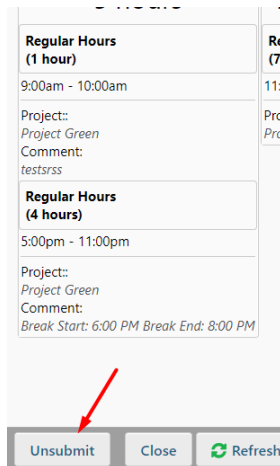 Regular Hours
(1 hour)
9:00am - 10:00am
Project::
Project Green
Comment:
testsrss
Regular Hours
(4 hours)
5:00pm - 11:00pm
Project::
Project Green
Comment:
Break Start: 6:00 PM Break End: 8:00 PM
Unsubmit
Close
Refresh